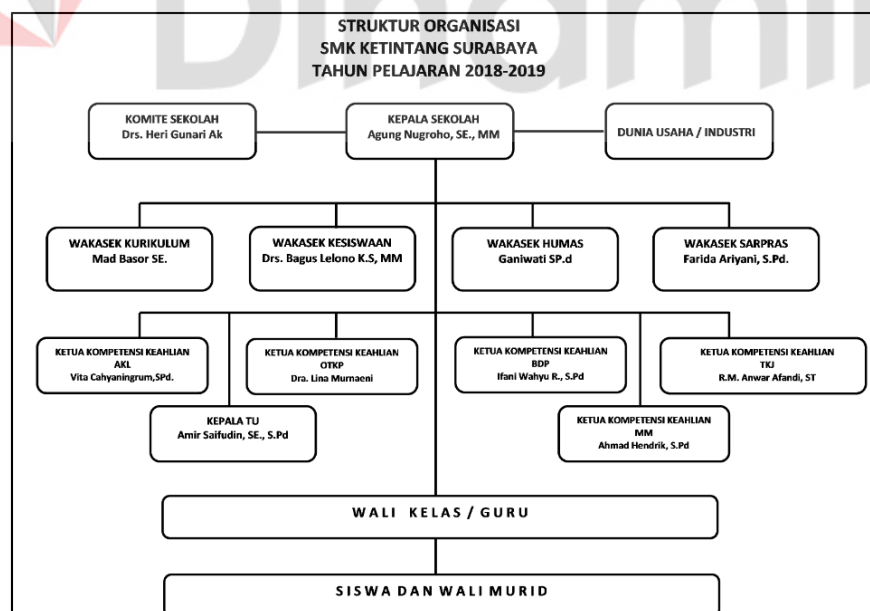 STRUKTUR ORGANISASI
SMK KETINTANG SURABAYA
TAHUN PELAJARAN 2018-2019
KOMITE SEKOLAH
Drs. Heri Gunari Ak
KEPALA SEKOLAH
Agung Nugroho, SE., MM
DUNIA USAHA / INDUSTRI
WAKASEK KURIKULUM
Mad Basor SE.
WAKASEK KESISWAAN
Drs. Bagus Lelono K.S, MM
WAKASEK HUMAS
Ganiwati SP.d
WAKASEK SARPRAS
Farida Ariyani, S.Pd.
KETUA KOMPETENSI KEAHLIAN
AKL
Vita Cahyaningrum,SPd.
KETUA KOMPETENSI KEAHLIAN
OTKP
Dra. Lina Murnaeni
KETUA KOMPETENSI KEAHLIAN
BDP
Ifani Wahyu R., S.Pd
KETUA KOMPETENSI KEAHLIAN
TKJ
R.M. Anwar Afandi, ST
KEPALA TU
Amir Saifudin, SE., S.Pd
KETUA KOMPETENSI KEAHLIAN
MM
Ahmad Hendrik, S.Pd
WALI KELAS / GURU
SISWA DAN WALI MURID